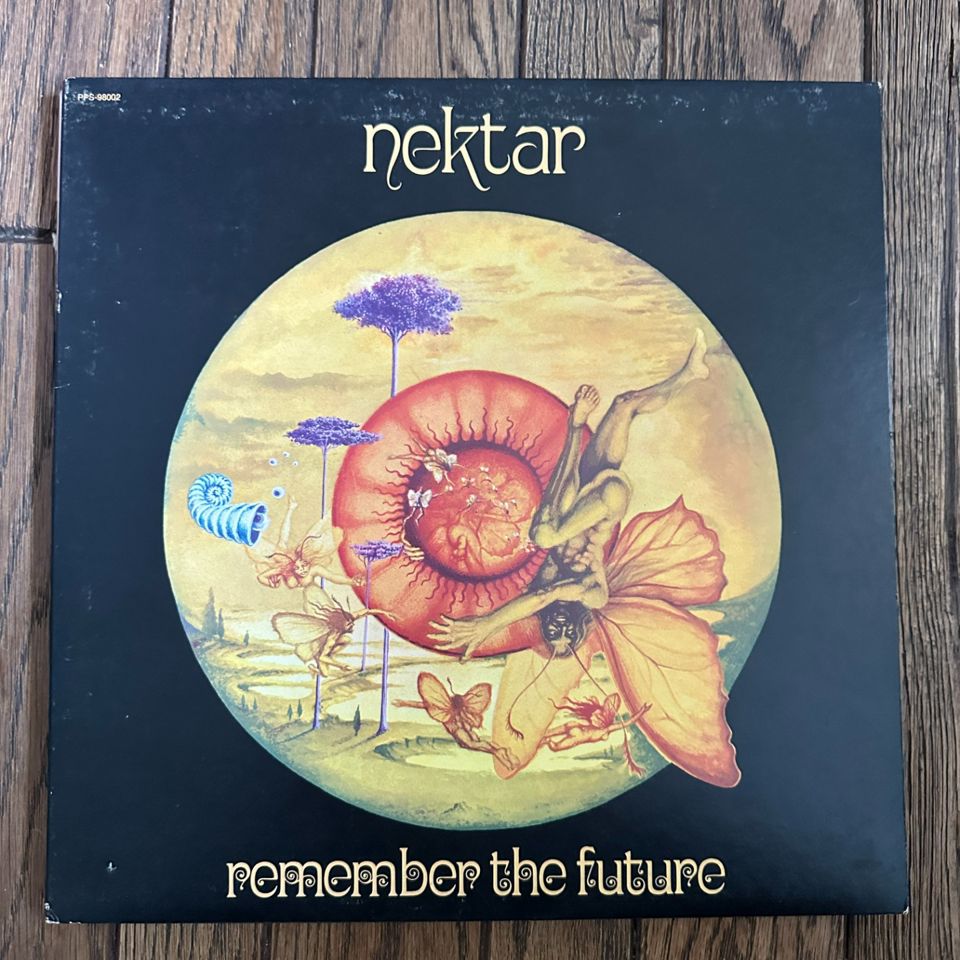 PPS-98002
nektar
remember the future